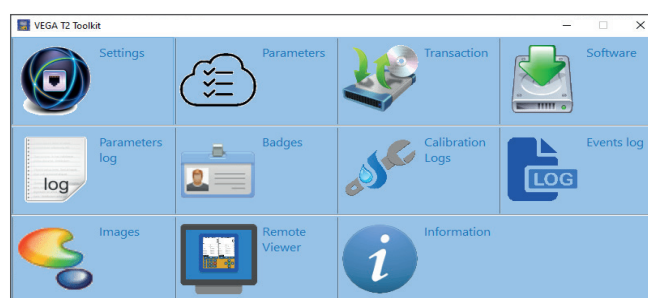 VEGA T2 Toolkit
Settings
Parameters
Transaction
Software
Parameters
log
log
Badges
Calibration
Logs
Events log
LOG
Images
Remote
Viewer
Information
i